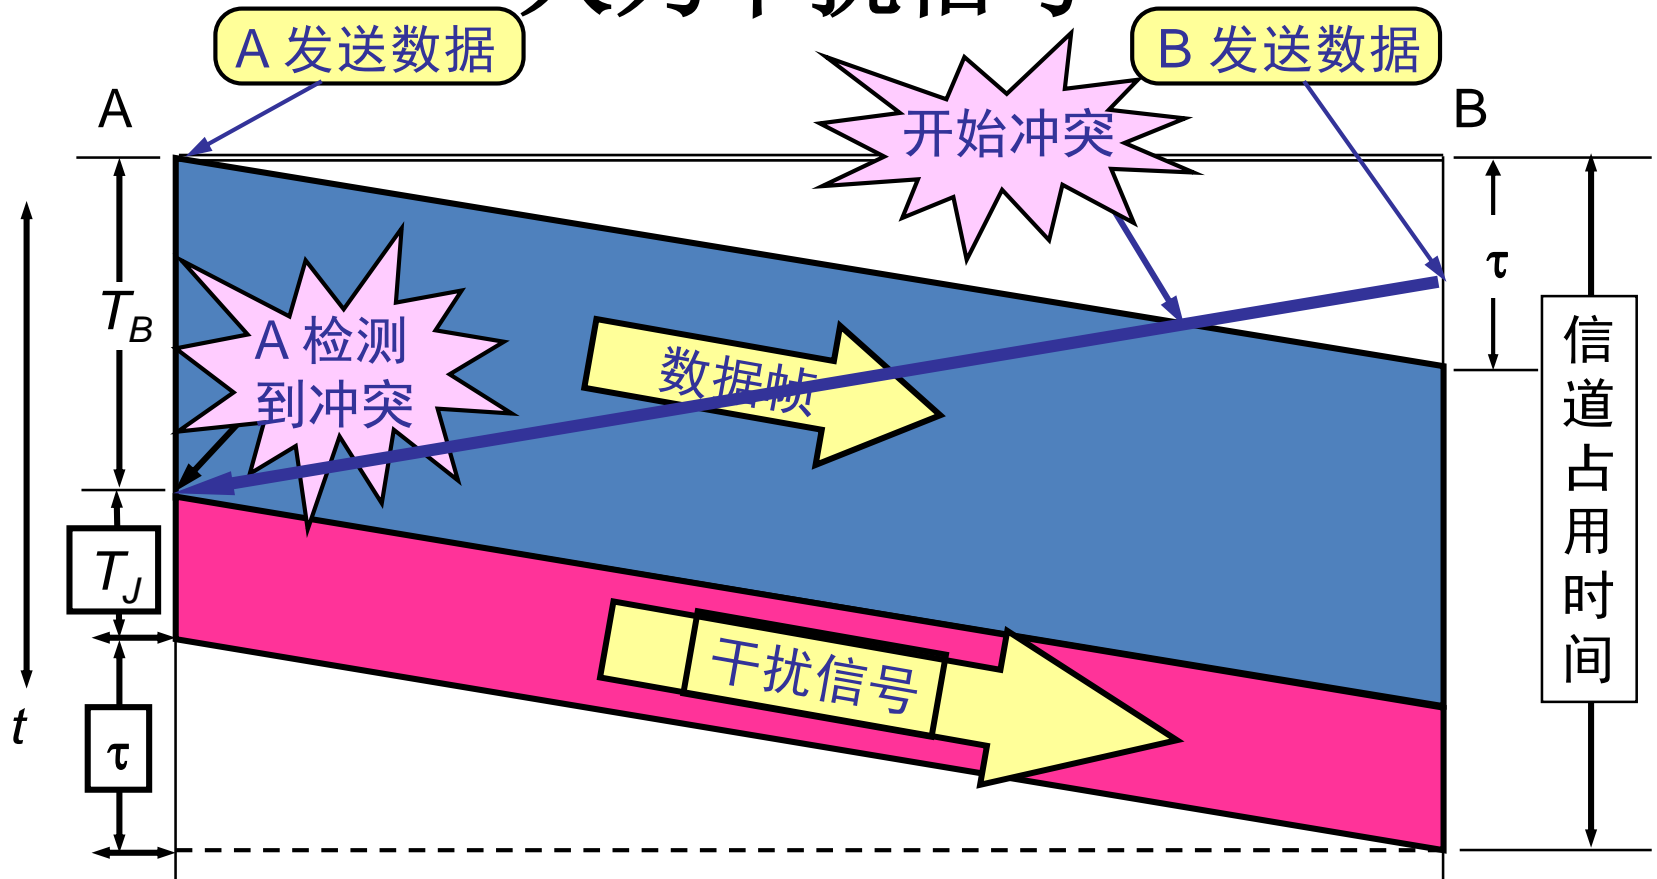 A 发送数据
B 发送数据
A
B
开始冲突
τ
T_B
A 检测
到冲突
数据帧
信道占用时间
T_J
干扰信号
t
τ